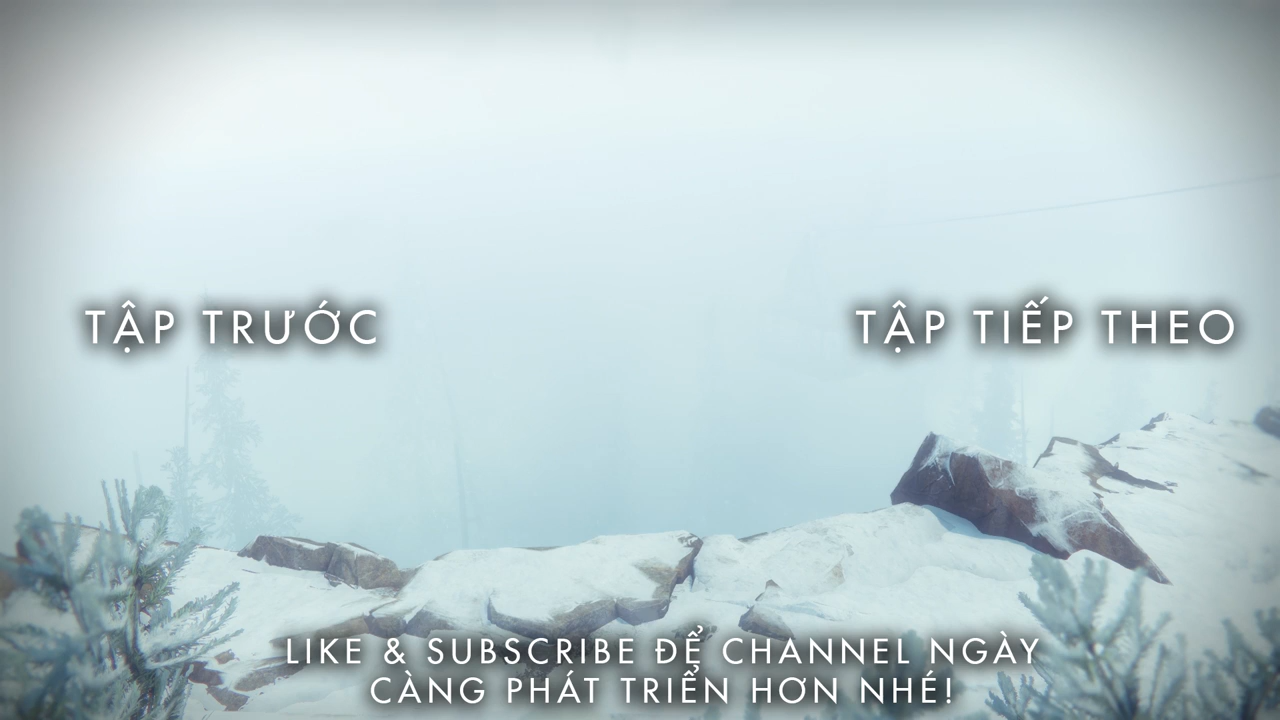 TẬP TRƯỚC
TẬP TIẾP THEO
LIKE & SUBSCRIBE ĐỂ CHANNEL NGÀY
CÀNG PHÁT TRIỂN HƠN NHÉ!